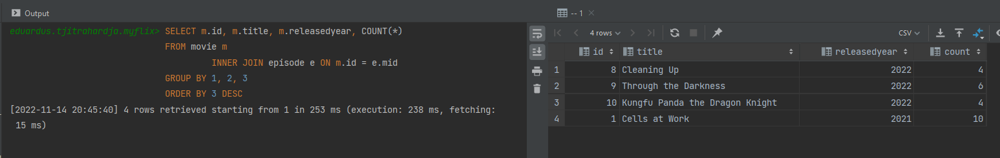 Output
-- 1
eduardus.tjitrahardja.myflix> SELECT m.id, m.title, m.releasedyear, COUNT(*)
FROM movie m
INNER JOIN episode e ON m.id = e.mid
GROUP BY 1, 2, 3
ORDER BY 3 DESC
[2022-11-14 20:45:40] 4 rows retrieved starting from 1 in 253 ms (execution: 238 ms, fetching:
15 ms)
4 rows CSV
id title releasedyear count
1 8 Cleaning Up 2022 4
2 9 Through the Darkness 2022 6
3 10 Kungfu Panda the Dragon Knight 2022 4
4 1 Cells at Work 2021 10